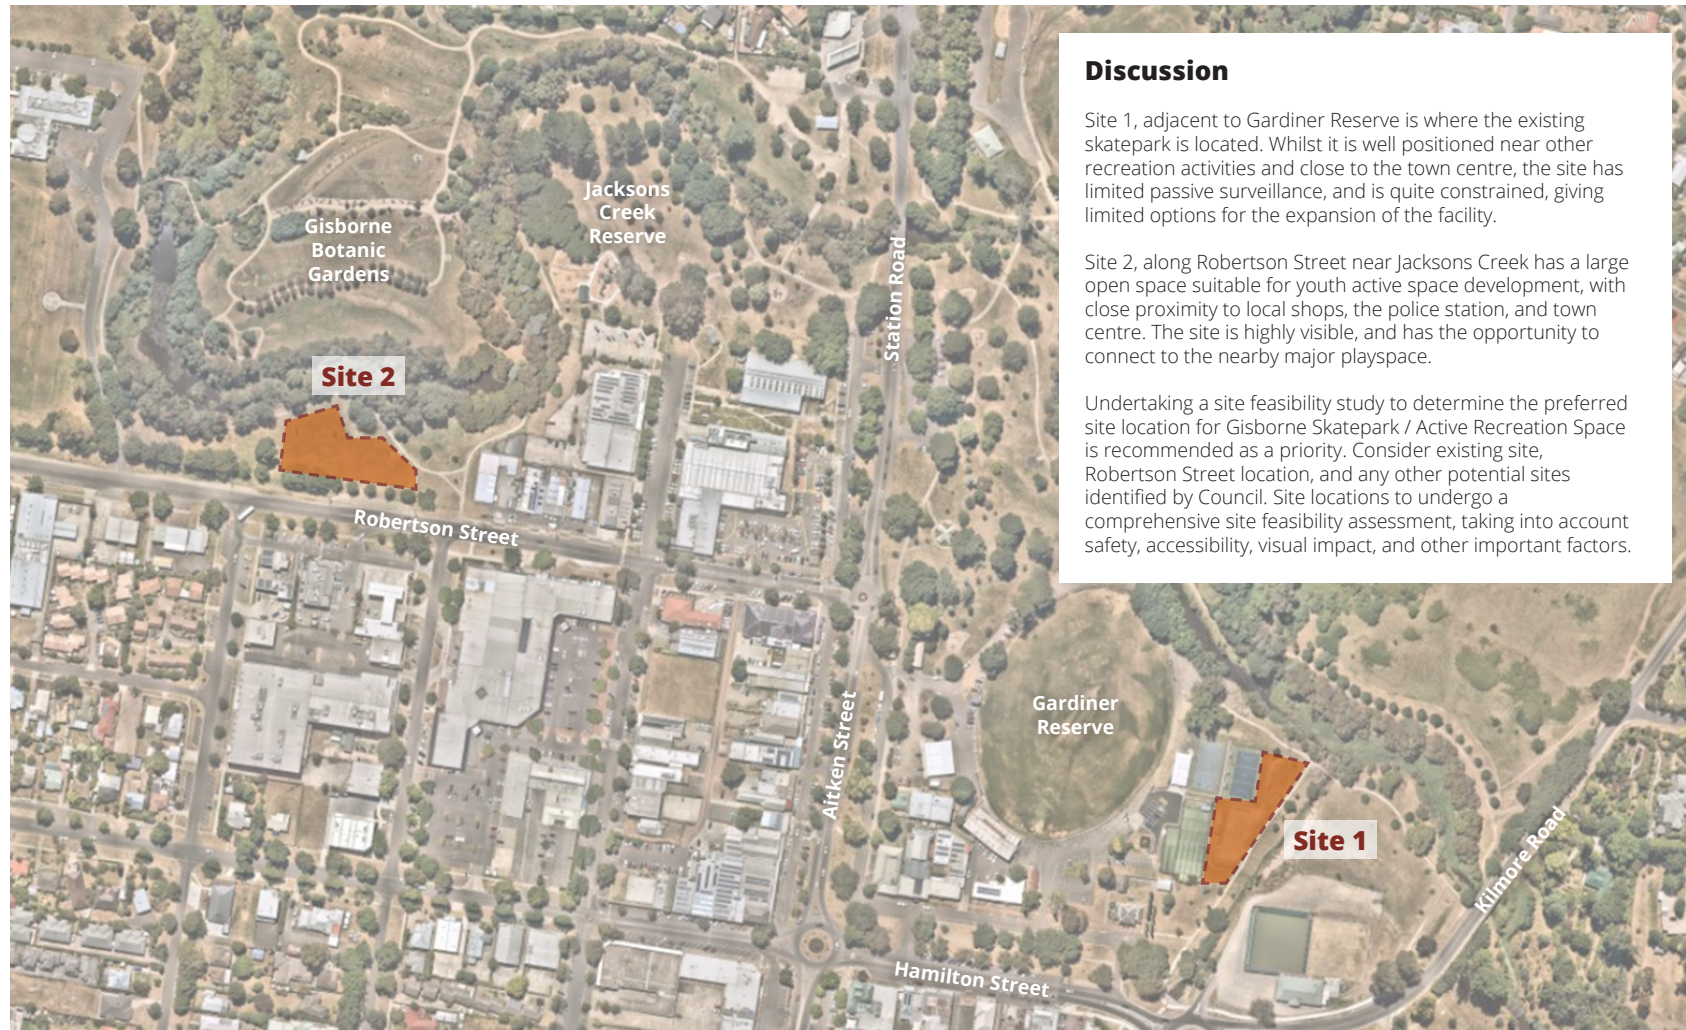 Discussion
Site 1, adjacent to Gardiner Reserve is where the existing
skatepark is located. Whilst it is well positioned near other
recreation activities and close to the town centre, the site has
limited passive surveillance, and is quite constrained, giving
limited options for the expansion of the facility.
Site 2, along Robertson Street near Jacksons Creek has a large
open space suitable for youth active space development, with
close proximity to local shops, the police station, and town
centre. The site is highly visible, and has the opportunity to
connect to the nearby major playspace.
Undertaking a site feasibility study to determine the preferred
site location for Gisborne Skatepark / Active Recreation Space
is recommended as a priority. Consider existing site,
Robertson Street location, and any other potential sites
identified by Council. Site locations to undergo a
comprehensive site feasibility assessment, taking into account
safety, accessibility, visual impact, and other important factors.
Jacksons
Creek
Reserve
Gisborne
Botanic
Gardens
Station Road
Site 2
Robertson Street
Gardiner
Reserve
Aitken Street
Site 1
Kilmore Road
Hamilton Street